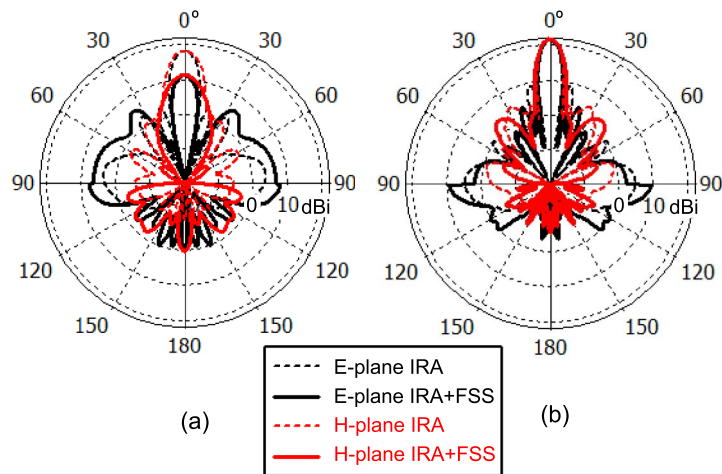 0°
30 30
60 60
90 90
0 10 dBi
120 120
150 150
180
(a)
0°
30 30
60 60
90 90
0 10 dBi
120 120
150 150
180
(b)
E-plane IRA
E-plane IRA+FSS
H-plane IRA
H-plane IRA+FSS